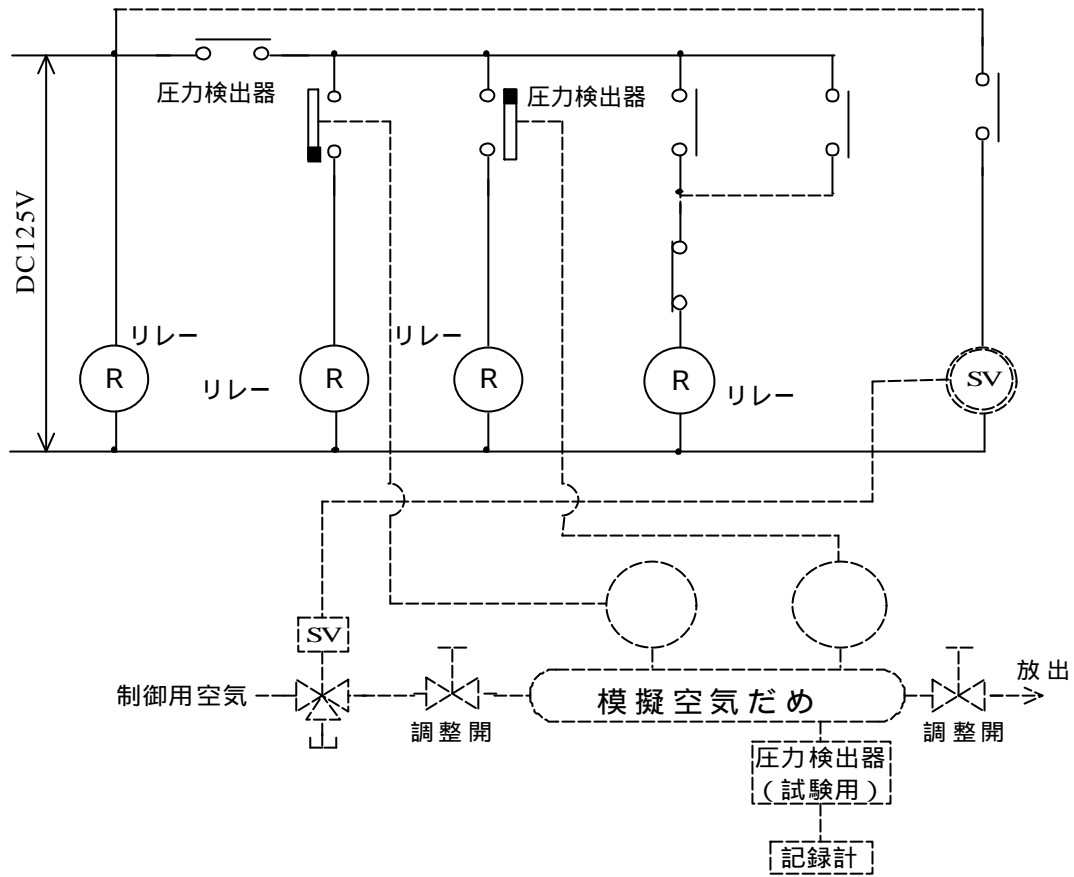 圧力検出器
圧力検出器
DC125V
リレー
リレー
リレー
リレー
R
R
R
R
SV
SV
制御用空気
調整開
模擬空気だめ
調整開
放出
圧力検出器
(試験用)
記録計